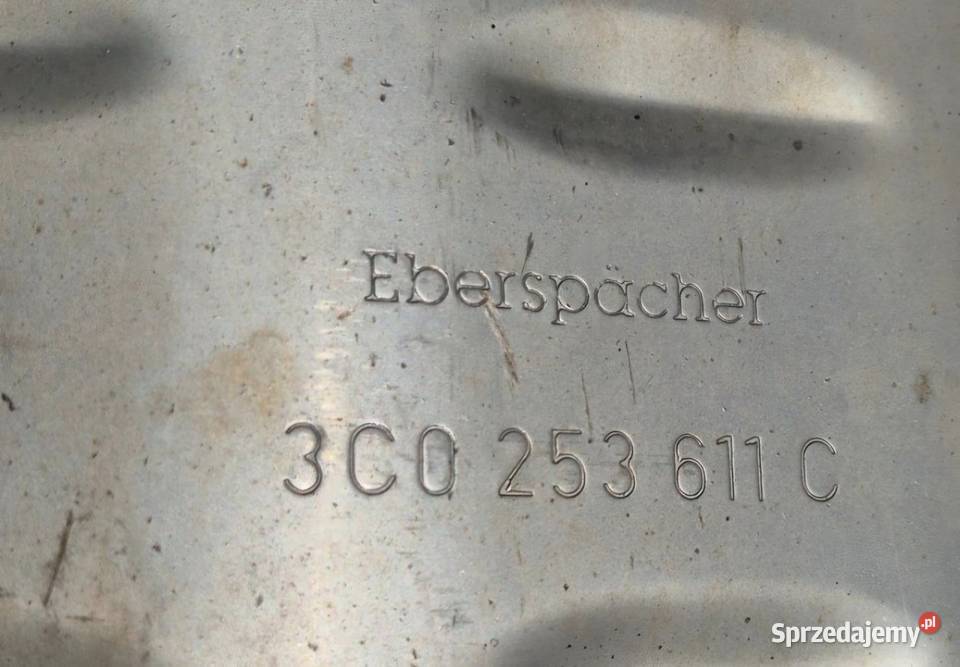 Eberspächer
3C0 253 611 C
Sprzedajemy.pl